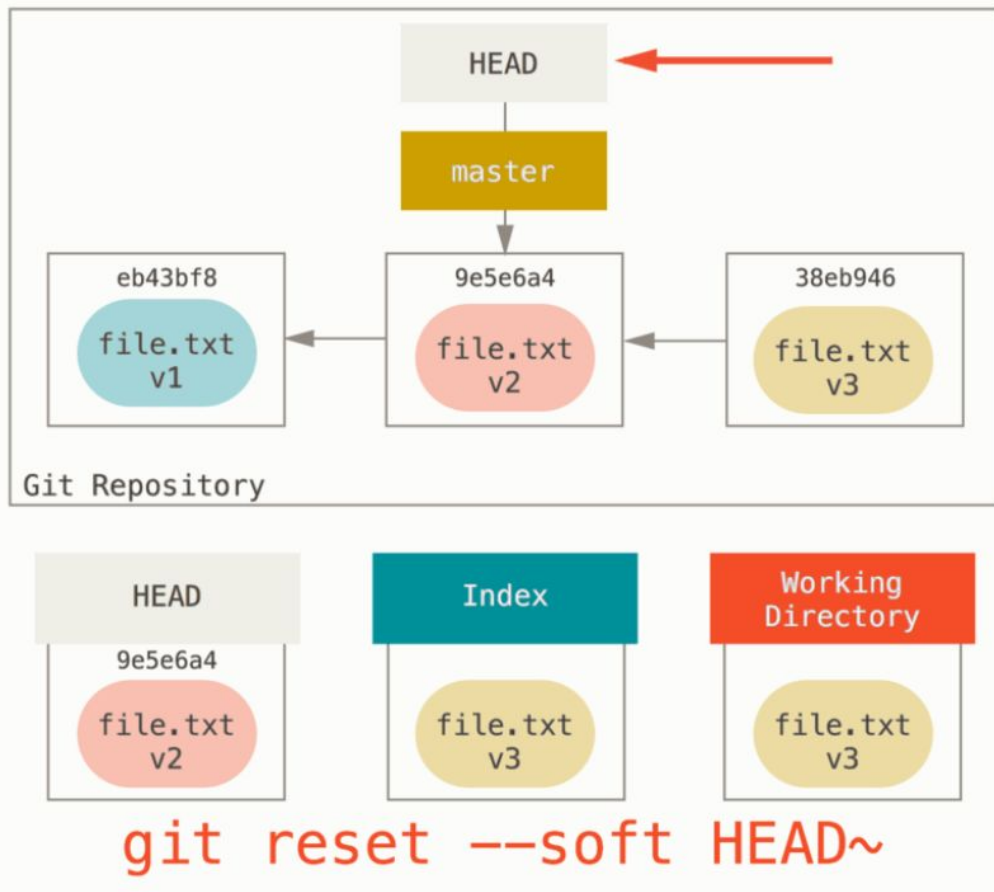 HEAD
master
eb43bf8
file.txt
v1
9e5e6a4
file.txt
v2
38eb946
file.txt
v3
Git Repository
HEAD
9e5e6a4
file.txt
v2
Index
file.txt
v3
Working
Directory
file.txt
v3
git reset --soft HEAD~